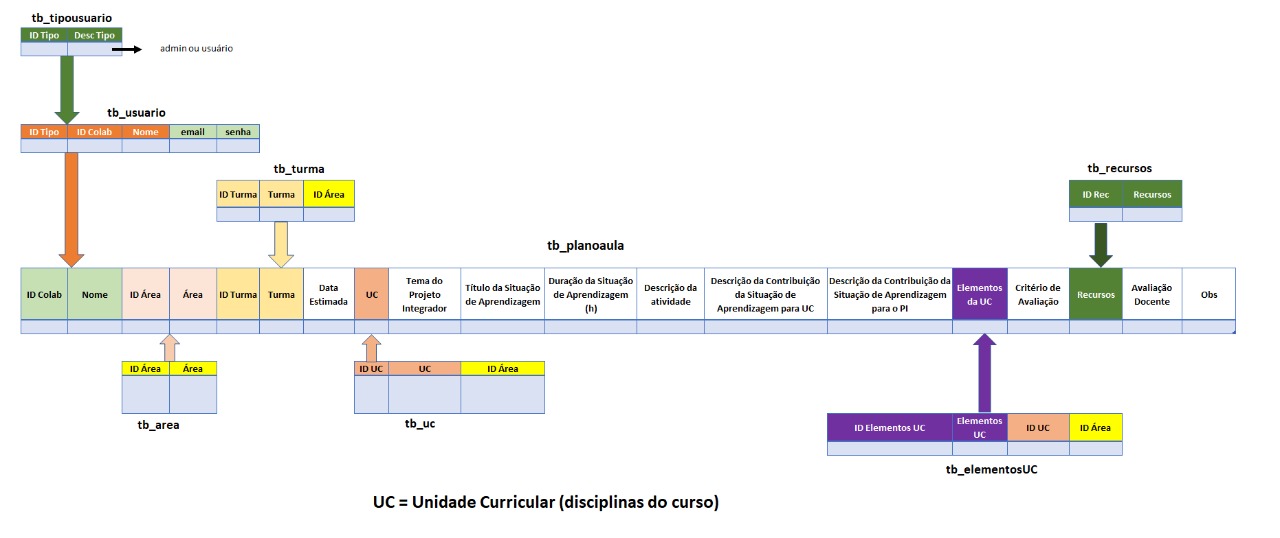 tb_tipousuario
ID Tipo Desc Tipo
admin ou usuário
tb_usuario
ID Tipo ID Colab Nome email senha
tb_turma
ID Turma Turma ID Área
tb_recursos
ID Rec Recursos
tb_planoaula
ID Colab Nome ID Área Área ID Turma Turma
Data
Estimada
UC
Tema do
Projeto
Integrador
Título da Situação
de Aprendizagem
Duração da Situação
de Aprendizagem
(h)
Descrição da
atividade
Descrição da Contribuição
da Situação de
Aprendizagem para UC
Descrição da Contribuição da
Situação de Aprendizagem
para o PI
Elementos
da UC
Critério de
Avaliação
Recursos
Avaliação
Docente
Obs
ID Área Área
tb_area
ID UC UC ID Área
tb_uc
ID Elementos UC
Elementos
UC
ID UC ID Área
tb_elementosUC
UC = Unidade Curricular (disciplinas do curso)